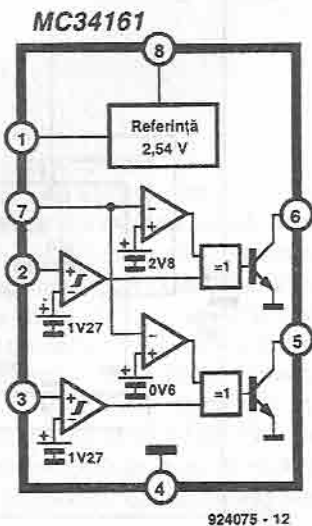 MC34161
8
Referință
2,54 V
1
7
6
2
2V8
=1
1V27
5
3
0V6
=1
1V27
4
924075 - 12